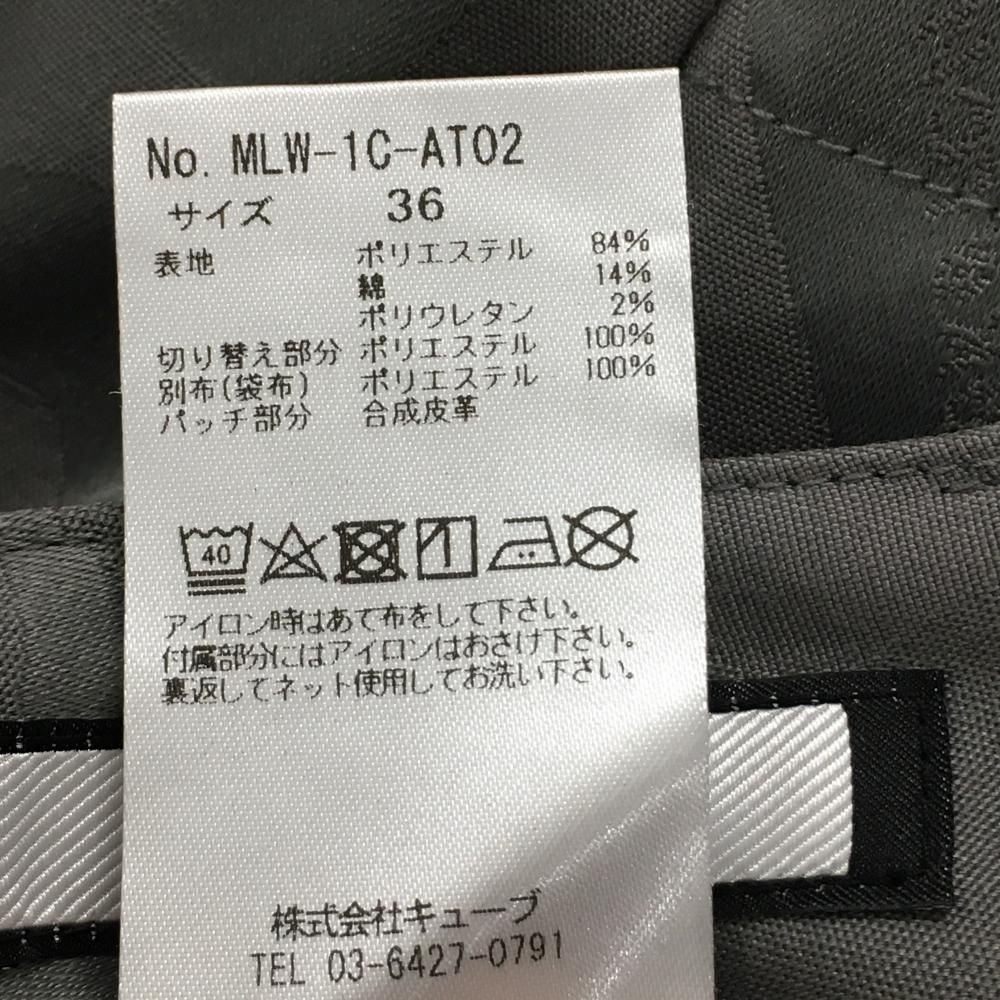 No. MLW-1C-AT02
サイズ 36
表地 ポリエステル 84%
綿 14%
ポリウレタン 2%
切り替え部分 ポリエステル 100%
別布(袋布) ポリエステル 100%
パッチ部分 合成皮革
40
アイロン時はあて布をして下さい。
付属部分にはアイロンはおさけ下さい。
裏返してネット使用してお洗い下さい。
株式会社キューブ
TEL 03-6427-0791